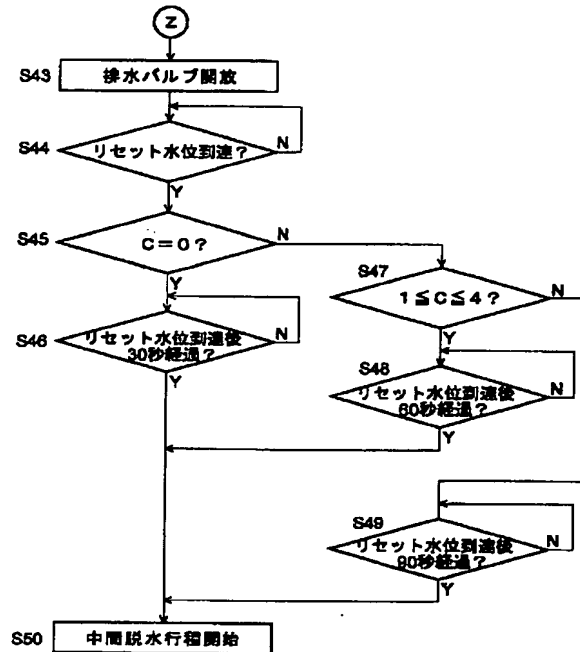 Z
S43 排水バルブ開放
S44 リセット水位到達?
N
Y
S45 C=0?
N
Y
S46 リセット水位到達後
30秒経過?
N
Y
S47 1≦C≦4?
N
Y
S48 リセット水位到達後
60秒経過?
N
Y
S49 リセット水位到達後
90秒経過?
N
Y
S50 中間脱水行程開始